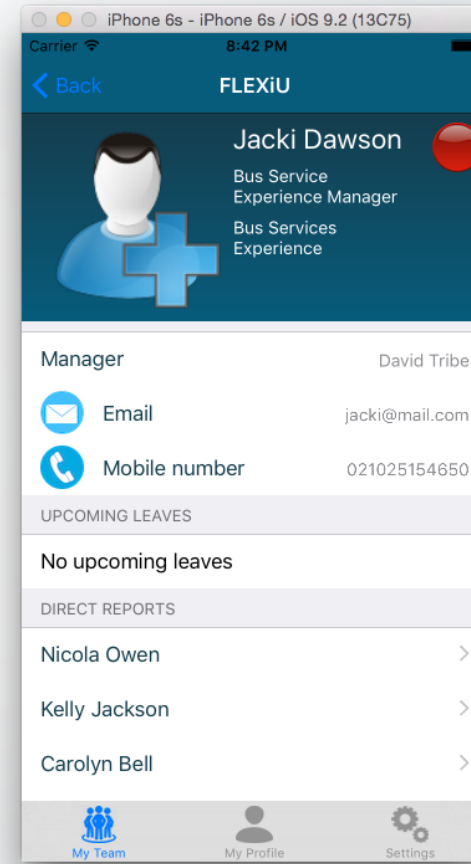 iPhone 6s - iPhone 6s / iOS 9.2 (13C75)
Carrier 8:42 PM
Back FLEXiU
Jacki Dawson
Bus Service
Experience Manager
Bus Services
Experience
Manager David Tribe
Email jacki@mail.com
Mobile number 021025154650
UPCOMING LEAVES
No upcoming leaves
DIRECT REPORTS
Nicola Owen
Kelly Jackson
Carolyn Bell
My Team My Profile Settings